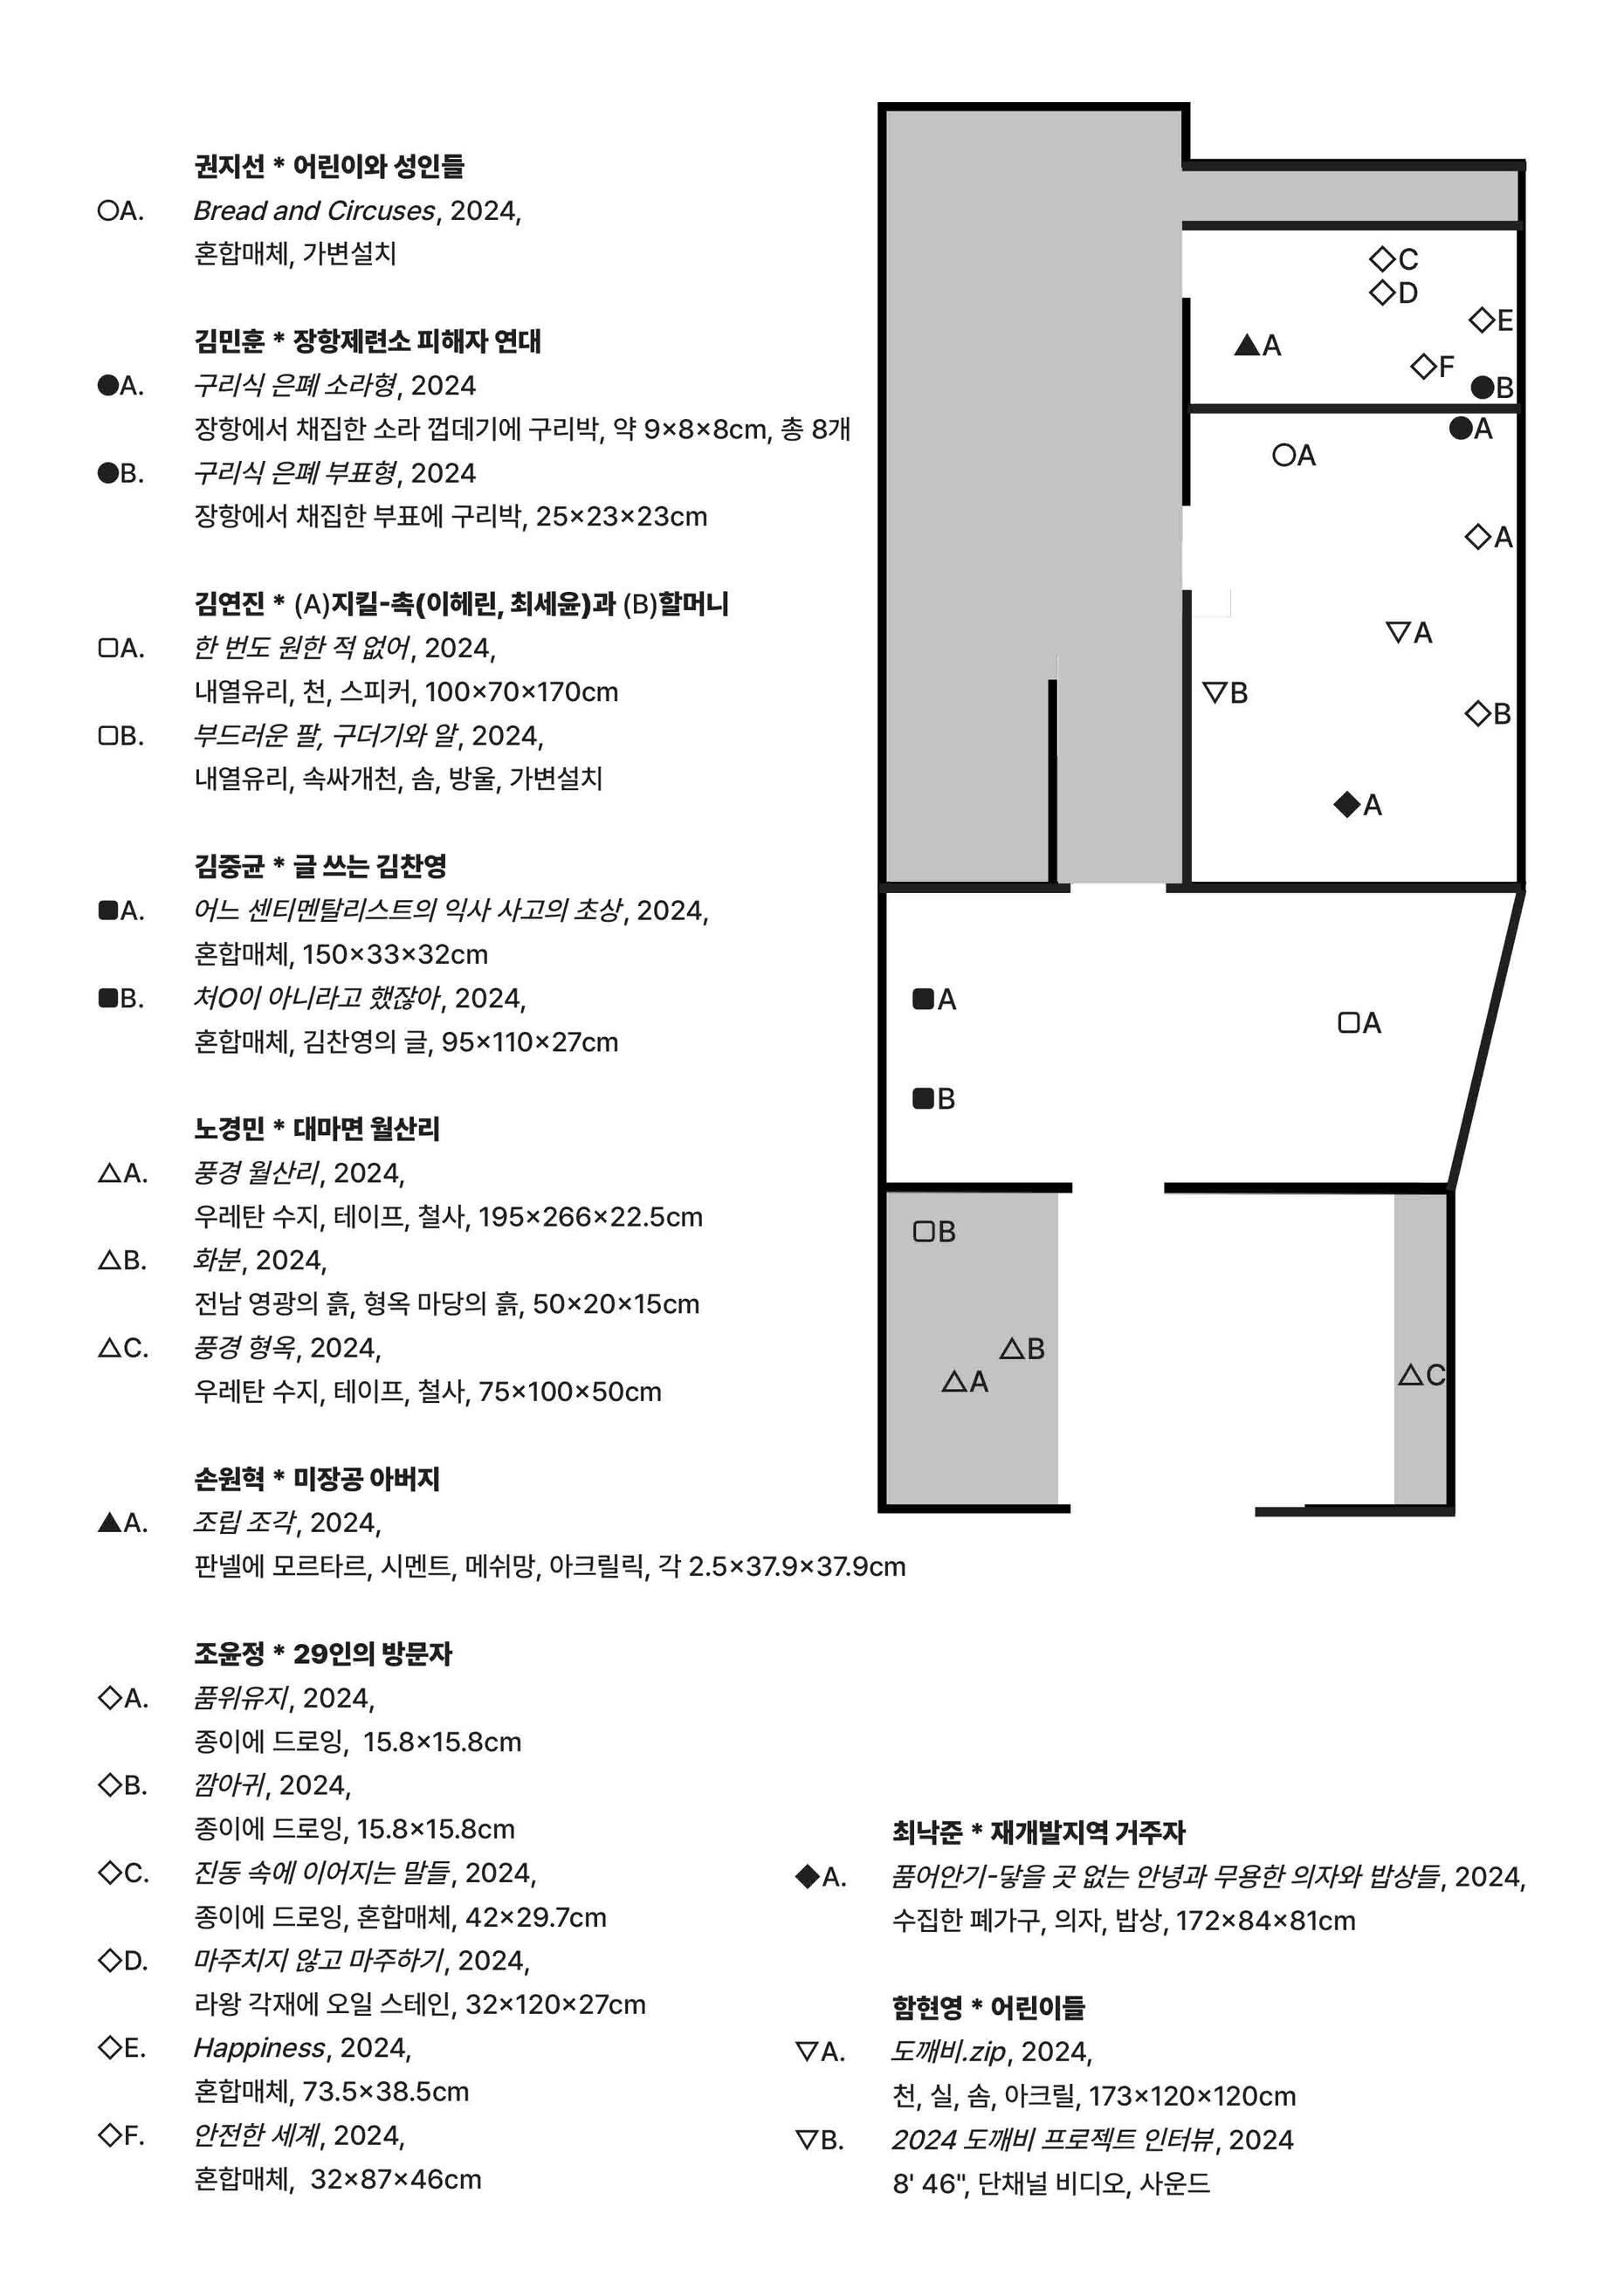 권지선 * 어린이와 성인들
○A. Bread and Circuses, 2024,
혼합매체, 가변설치
김민훈 * 장항제련소 피해자 연대
●A. 구리식 은폐 소라형, 2024
장항에서 채집한 소라 껍데기에 구리박, 약 9×8×8cm, 총 8개
●B. 구리식 은폐 부표형, 2024
장항에서 채집한 부표에 구리박, 25×23×23cm
김연진 * (A)지킬-촉(이혜린, 최세윤)과 (B)할머니
▢A. 한 번도 원한 적 없어, 2024,
내열유리, 천, 스피커, 100×70×170cm
▢B. 부드러운 팔, 구더기와 알, 2024,
내열유리, 속싸개천, 솜, 방울, 가변설치
김중균 * 글 쓰는 김찬영
■A. 어느 센티멘탈리스트의 익사 사고의 초상, 2024,
혼합매체, 150×33×32cm
■B. 처O이 아니라고 했잖아, 2024,
혼합매체, 김찬영의 글, 95×110×27cm
노경민 * 대마면 월산리
△A. 풍경 월산리, 2024,
우레탄 수지, 테이프, 철사, 195×266×22.5cm
△B. 화분, 2024,
전남 영광의 흙, 형옥 마당의 흙, 50×20×15cm
△C. 풍경 형옥, 2024,
우레탄 수지, 테이프, 철사, 75×100×50cm
손원혁 * 미장공 아버지
▲A. 조립 조각, 2024,
판넬에 모르타르, 시멘트, 메쉬망, 아크릴릭, 각 2.5×37.9×37.9cm
조윤정 * 29인의 방문자
◇A. 품위유지, 2024,
종이에 드로잉, 15.8×15.8cm
◇B. 깜아귀, 2024,
종이에 드로잉, 15.8×15.8cm
◇C. 진동 속에 이어지는 말들, 2024,
종이에 드로잉, 혼합매체, 42×29.7cm
◇D. 마주치지 않고 마주하기, 2024,
라왕 각재에 오일 스테인, 32×120×27cm
◇E. Happiness, 2024,
혼합매체, 73.5×38.5cm
◇F. 안전한 세계, 2024,
혼합매체, 32×87×46cm
최낙준 * 재개발지역 거주자
◆A. 품어안기-닿을 곳 없는 안녕과 무용한 의자와 밥상들, 2024,
수집한 폐가구, 의자, 밥상, 172×84×81cm
함현영 * 어린이들
▽A. 도깨비.zip, 2024,
천, 실, 솜, 아크릴, 173×120×120cm
▽B. 2024 도깨비 프로젝트 인터뷰, 2024
8' 46", 단채널 비디오, 사운드
◇C
◇D
◇E
▲A
◇F
●B
●A
○A
◇A
▽A
▽B
◇B
◆A
■A
▢A
■B
▢B
△B
△A
△C